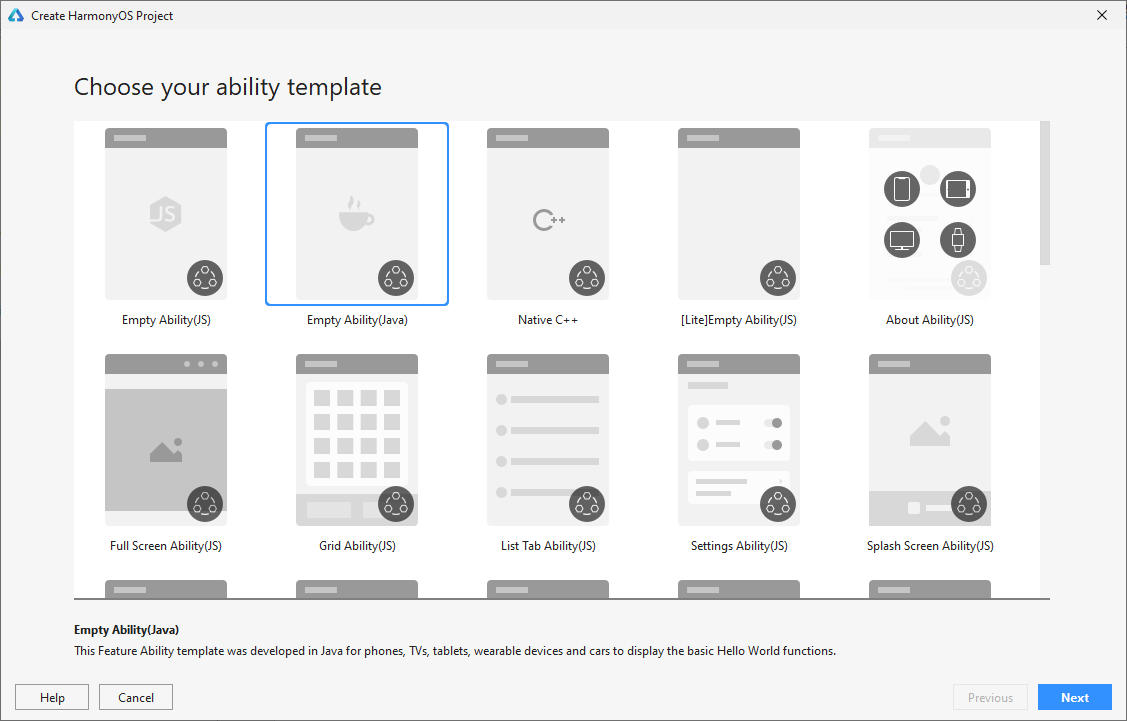 Create HarmonyOS Project
Choose your ability template
JS
C++
Empty Ability(JS)
Empty Ability(Java)
Native C++
[Lite]Empty Ability(JS)
About Ability(JS)
Full Screen Ability(JS)
Grid Ability(JS)
List Tab Ability(JS)
Settings Ability(JS)
Splash Screen Ability(JS)
Empty Ability(Java)
This Feature Ability template was developed in Java for phones, TVs, tablets, wearable devices and cars to display the basic Hello World functions.
Help
Cancel
Previous
Next